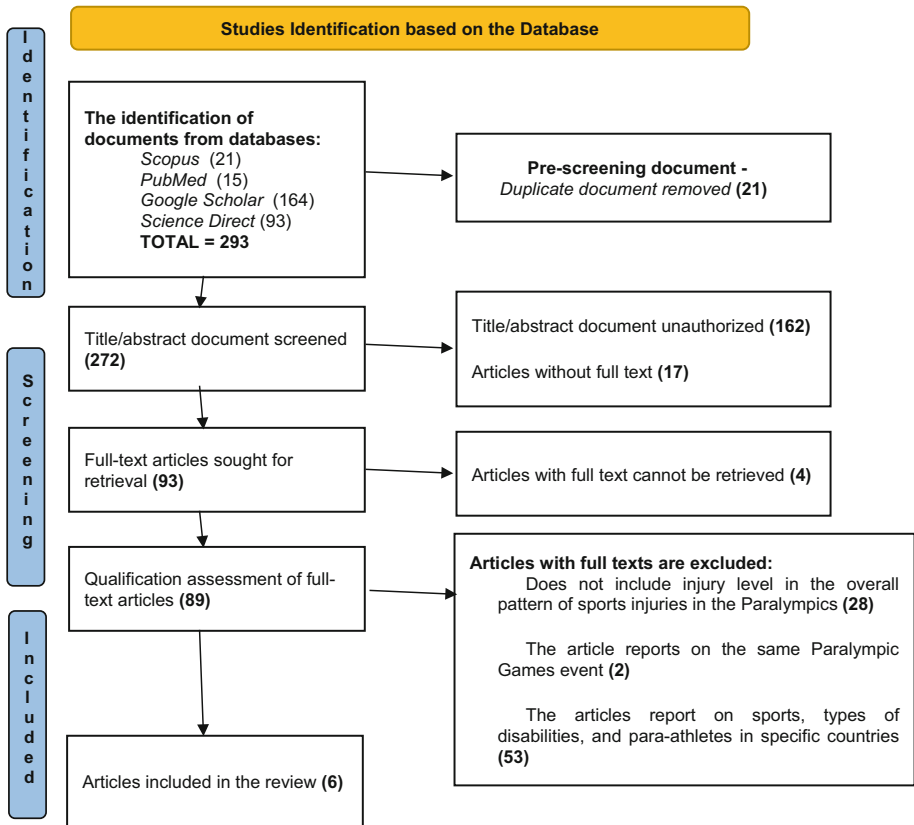 Studies Identification based on the Database
Identification
The identification of
documents from databases:
Scopus (21)
PubMed (15)
Google Scholar (164)
Science Direct (93)
TOTAL = 293
Pre-screening document -
Duplicate document removed (21)
Screening
Title/abstract document screened
(272)
Title/abstract document unauthorized (162)
Articles without full text (17)
Full-text articles sought for
retrieval (93)
Articles with full text cannot be retrieved (4)
Qualification assessment of full-
text articles (89)
Articles with full texts are excluded:
Does not include injury level in the overall
pattern of sports injuries in the Paralympics (28)
The article reports on the same Paralympic
Games event (2)
The articles report on sports, types of
disabilities, and para-athletes in specific countries
(53)
Included
Articles included in the review (6)